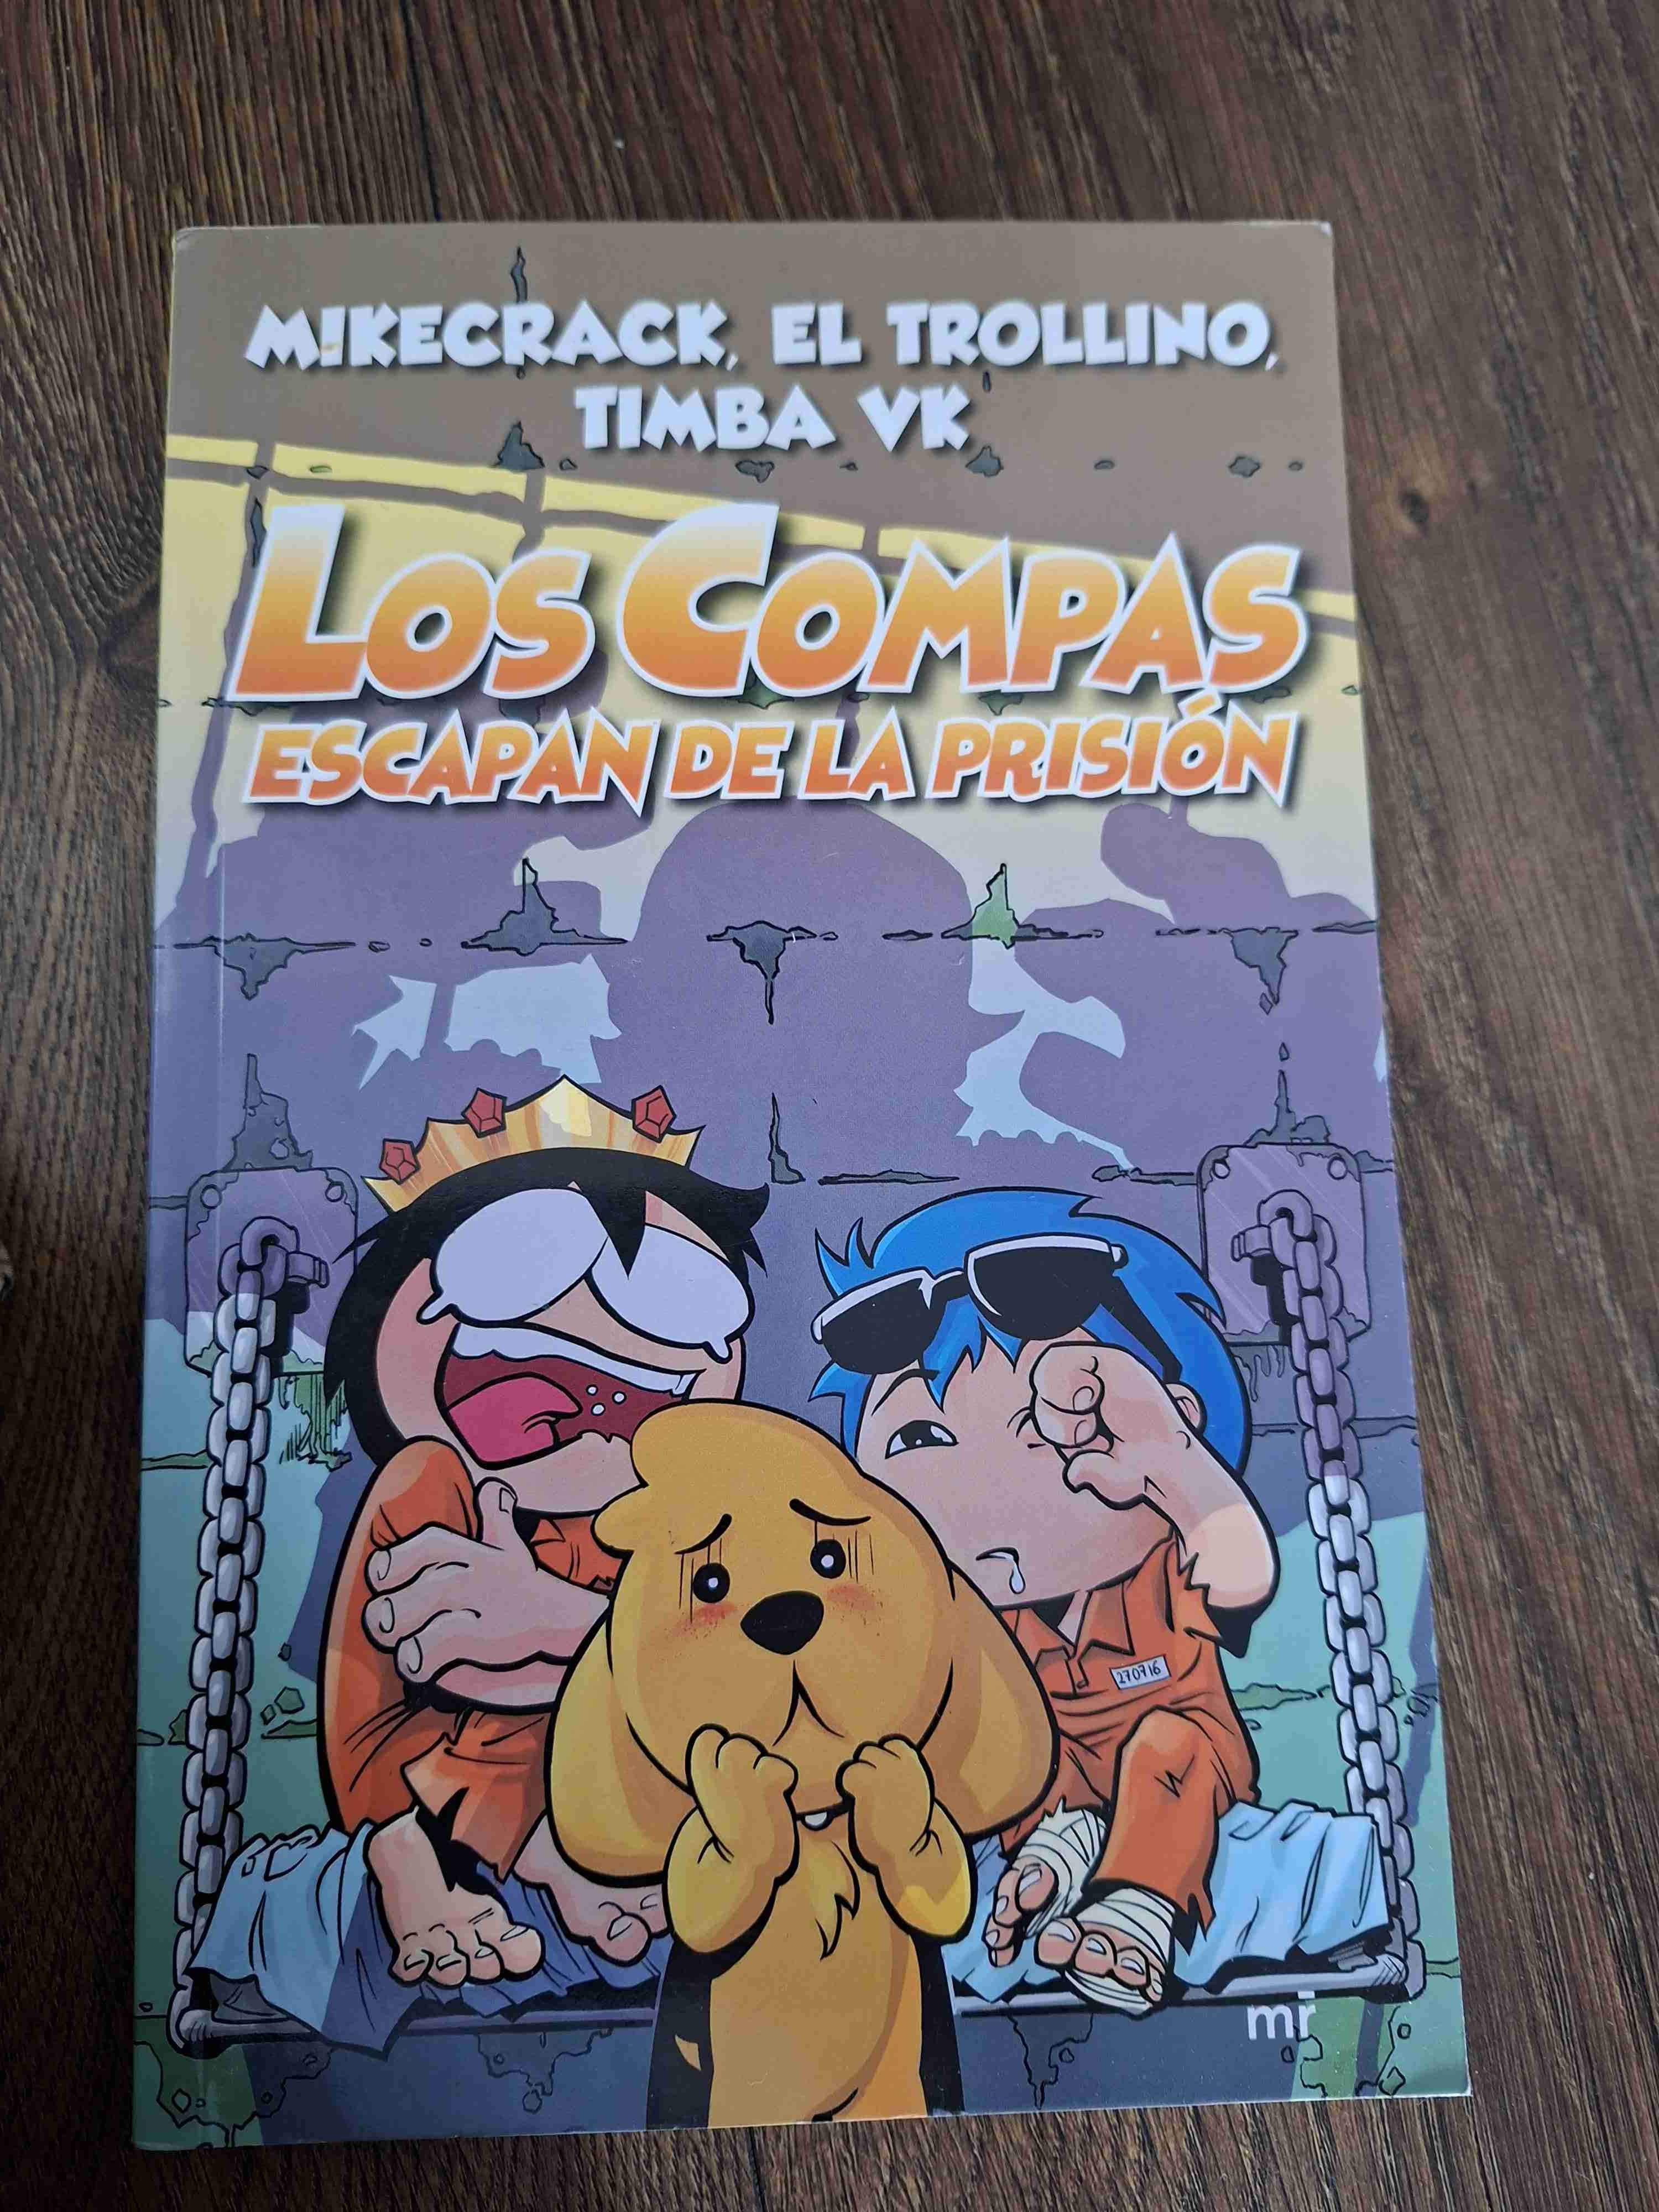 MIKECRACK, EL TROLLINO,
TIMBA VK
LOS COMPAS
ESCAPAN DE LA PRISIÓN
270716
mr